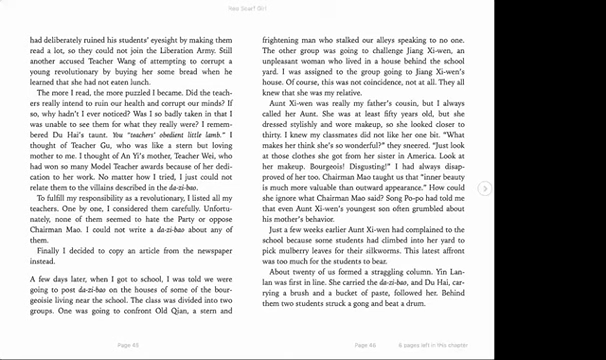 Red Scarf Girl
had deliberately ruined his students' eyesight by making them
read a lot, so they could not join the Liberation Army. Still
another accused Teacher Wang of attempting to corrupt a
young revolutionary by buying her some bread when he
learned that she had not eaten lunch.
The more I read, the more puzzled I became. Did the teach-
ers really intend to ruin our health and corrupt our minds? If
so, why hadn't I ever noticed? Was I so badly taken in that I
was unable to see them for what they really were? I remem-
bered Du Hai's taunt. You "teachers' obedient little lamb." I
thought of Teacher Gu, who was like a stern but loving
mother to me. I thought of An Yi's mother, Teacher Wei, who
had won so many Model Teacher awards because of her dedi-
cation to her work. No matter how I tried, I just could not
relate them to the villains described in the da-zi-bao.
To fulfill my responsibility as a revolutionary, I listed all my
teachers. One by one, I considered them carefully. Unfortu-
nately, none of them seemed to hate the Party or oppose
Chairman Mao. I could not write a da-zi-bao about any of
them.
Finally I decided to copy an article from the newspaper
instead.
A few days later, when I got to school, I was told we were
going to post da-zi-bao on the houses of some of the bour-
geoisie living near the school. The class was divided into two
groups. One was going to confront Old Qian, a stern and
Page 45
frightening man who stalked our alleys speaking to no one.
The other group was going to challenge Jiang Xi-wen, an
unpleasant woman who lived in a house behind the school
yard. I was assigned to the group going to Jiang Xi-wen's
house. Of course, this was not coincidence, not at all. They all
knew that she was my relative.
Aunt Xi-wen was really my father's cousin, but I always
called her Aunt. She was at least fifty years old, but she
dressed stylishly and wore makeup, so she looked closer to
thirty. I knew my classmates did not like her one bit. "What
makes her think she's so wonderful?" they sneered. "Just look
at those clothes she got from her sister in America. Look at
her makeup. Bourgeois! Disgusting!" I had always disap-
proved of her too. Chairman Mao taught us that "inner beauty
is much more valuable than outward appearance." How could
she ignore what Chairman Mao said? Song Po-po had told me
that even Aunt Xi-wen's youngest son often grumbled about
his mother's behavior.
Just a few weeks earlier Aunt Xi-wen had complained to the
school because some students had climbed into her yard to
pick mulberry leaves for their silkworms. This latest affront
was too much for the students to bear.
About twenty of us formed a straggling column. Yin Lan-
lan was first in line. She carried the da-zi-bao, and Du Hai, car-
rying a brush and a bucket of paste, followed her. Behind
them two students struck a gong and beat a drum.
Page 46
6 pages left in this chapter